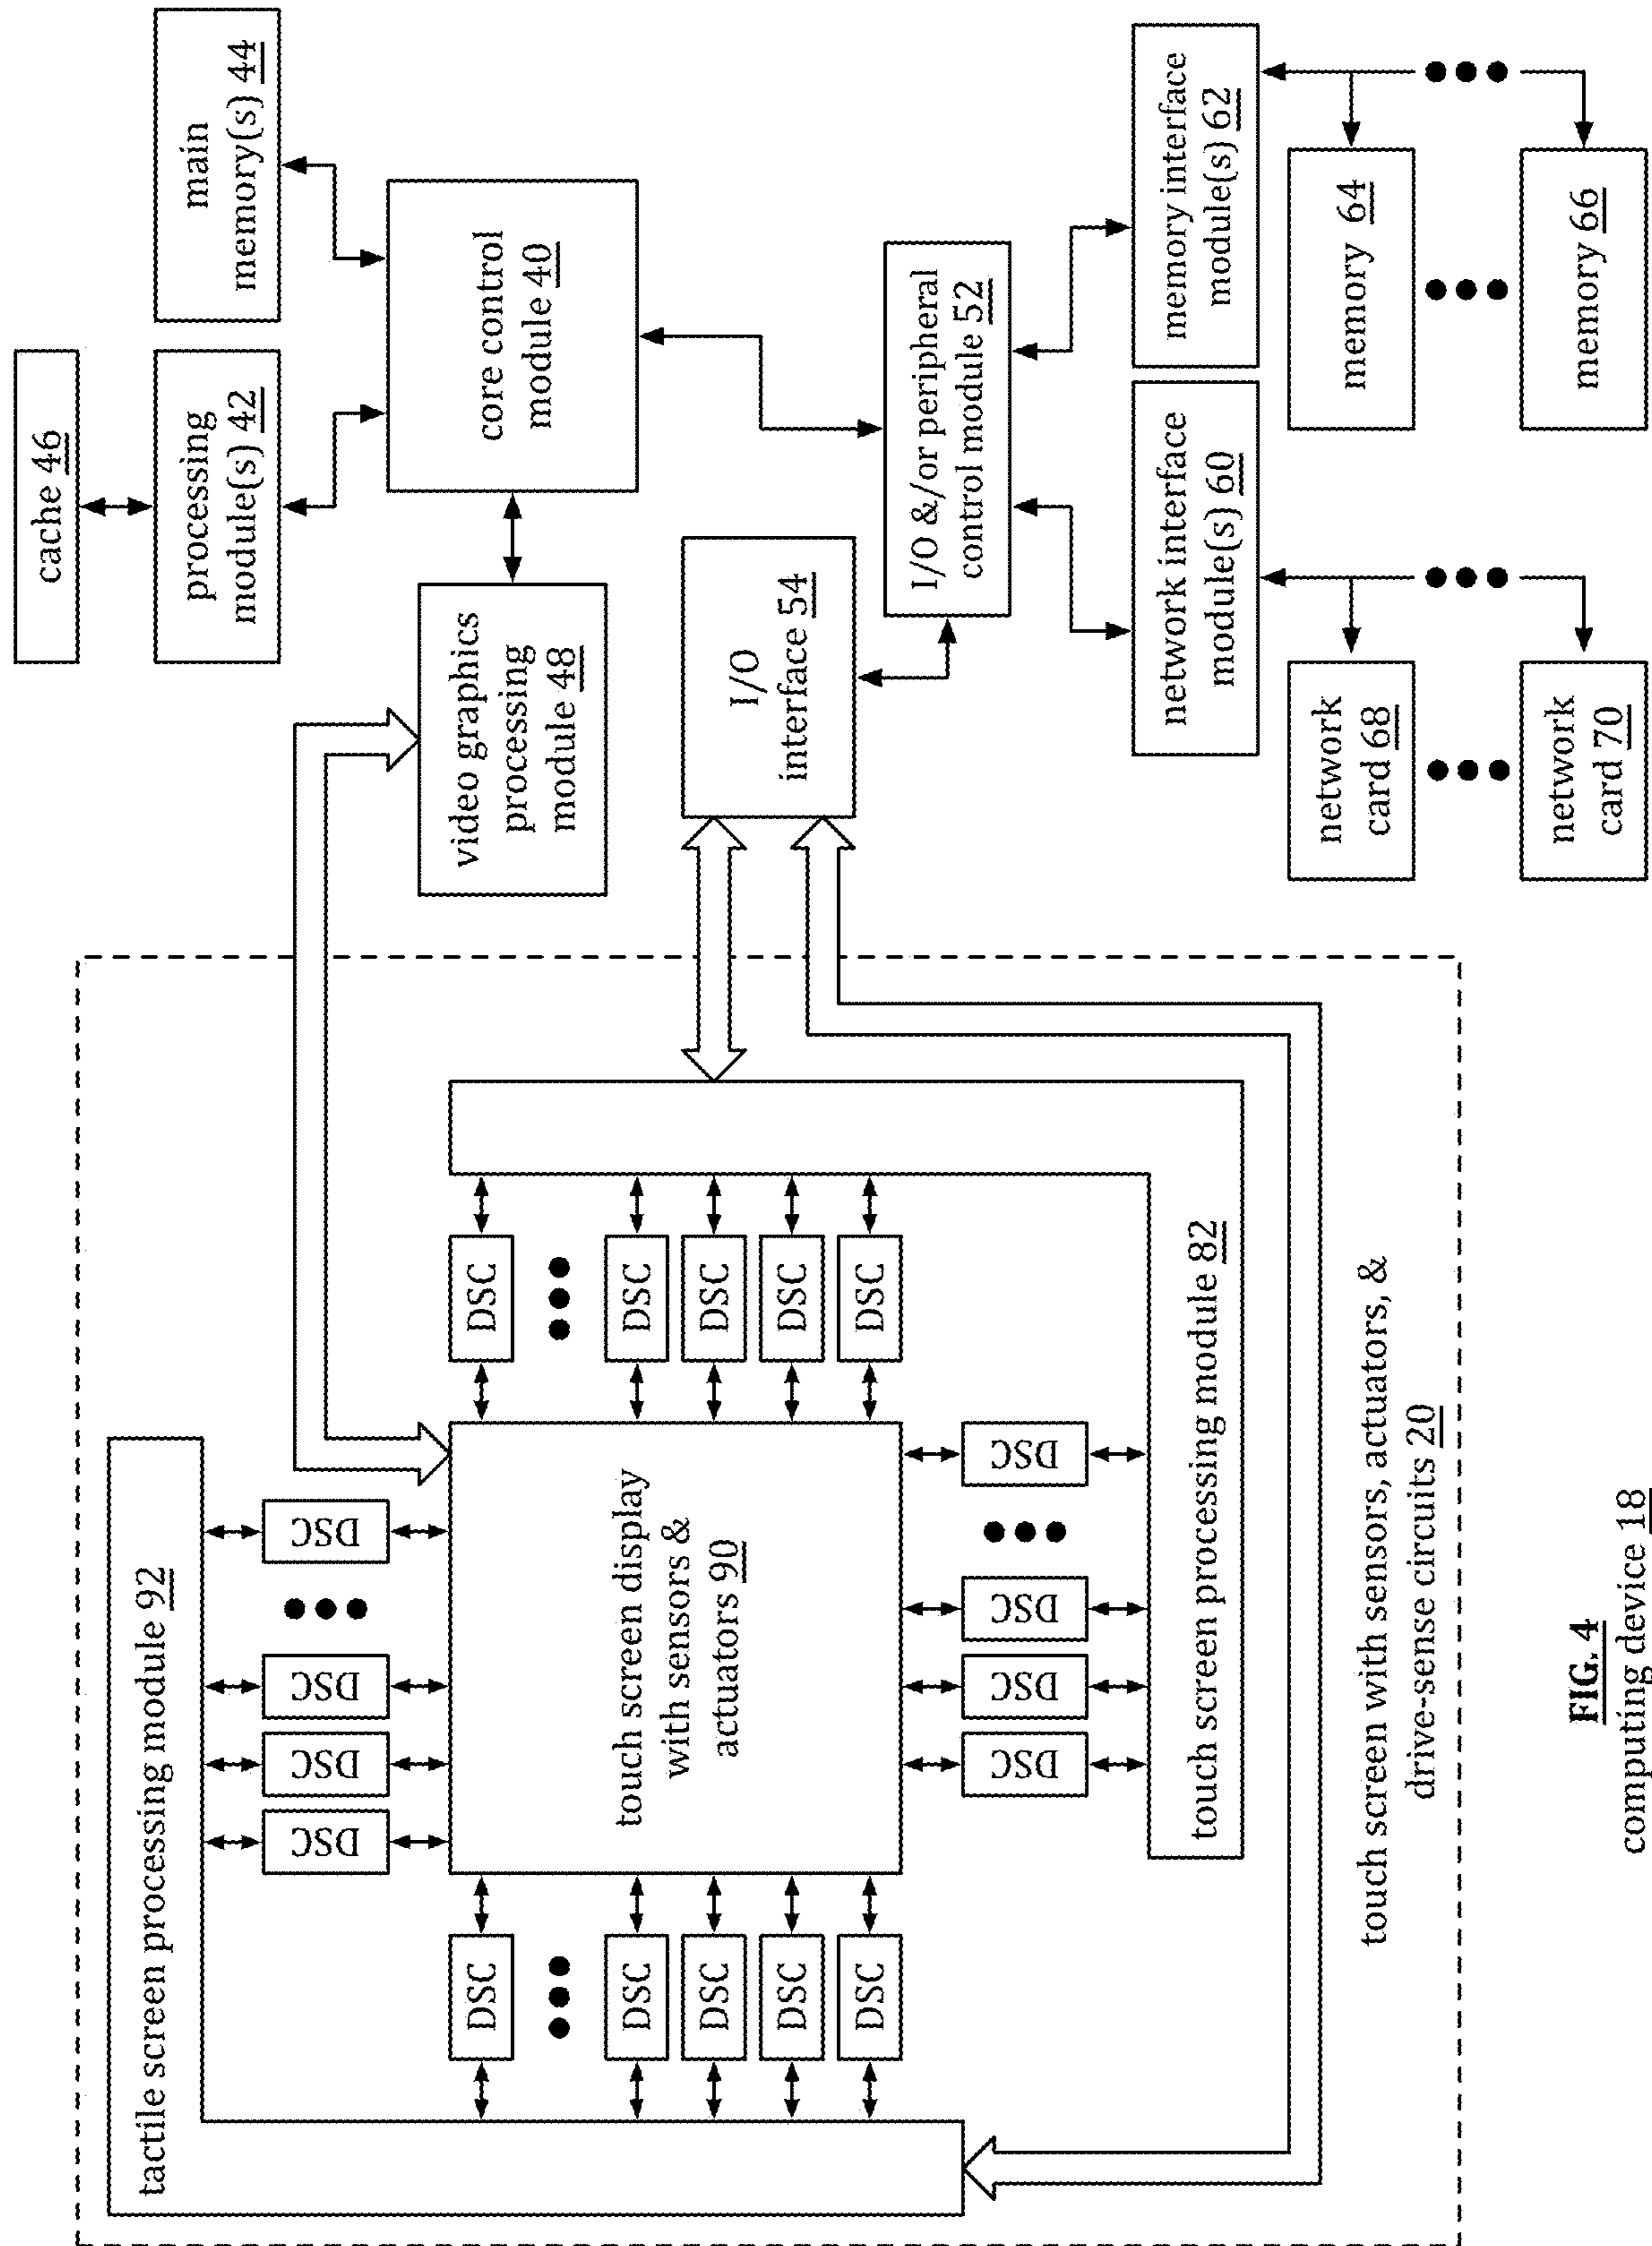 cache 46
processing
module(s) 42
main
memory(s) 44
core control
module 40
video graphics
processing
module 48
I/O
interface 54
I/O &/or peripheral
control module 52
network interface
module(s) 60
memory interface
module(s) 62
network
card 68
network
card 70
memory 64
memory 66
tactile screen processing module 92
DSC
DSC
DSC
DSC
DSC
DSC
DSC
DSC
DSC
touch screen display
with sensors &
actuators 90
DSC
DSC
DSC
DSC
DSC
DSC
DSC
DSC
DSC
touch screen processing module 82
touch screen with sensors, actuators, &
drive-sense circuits 20
FIG. 4
computing device 18